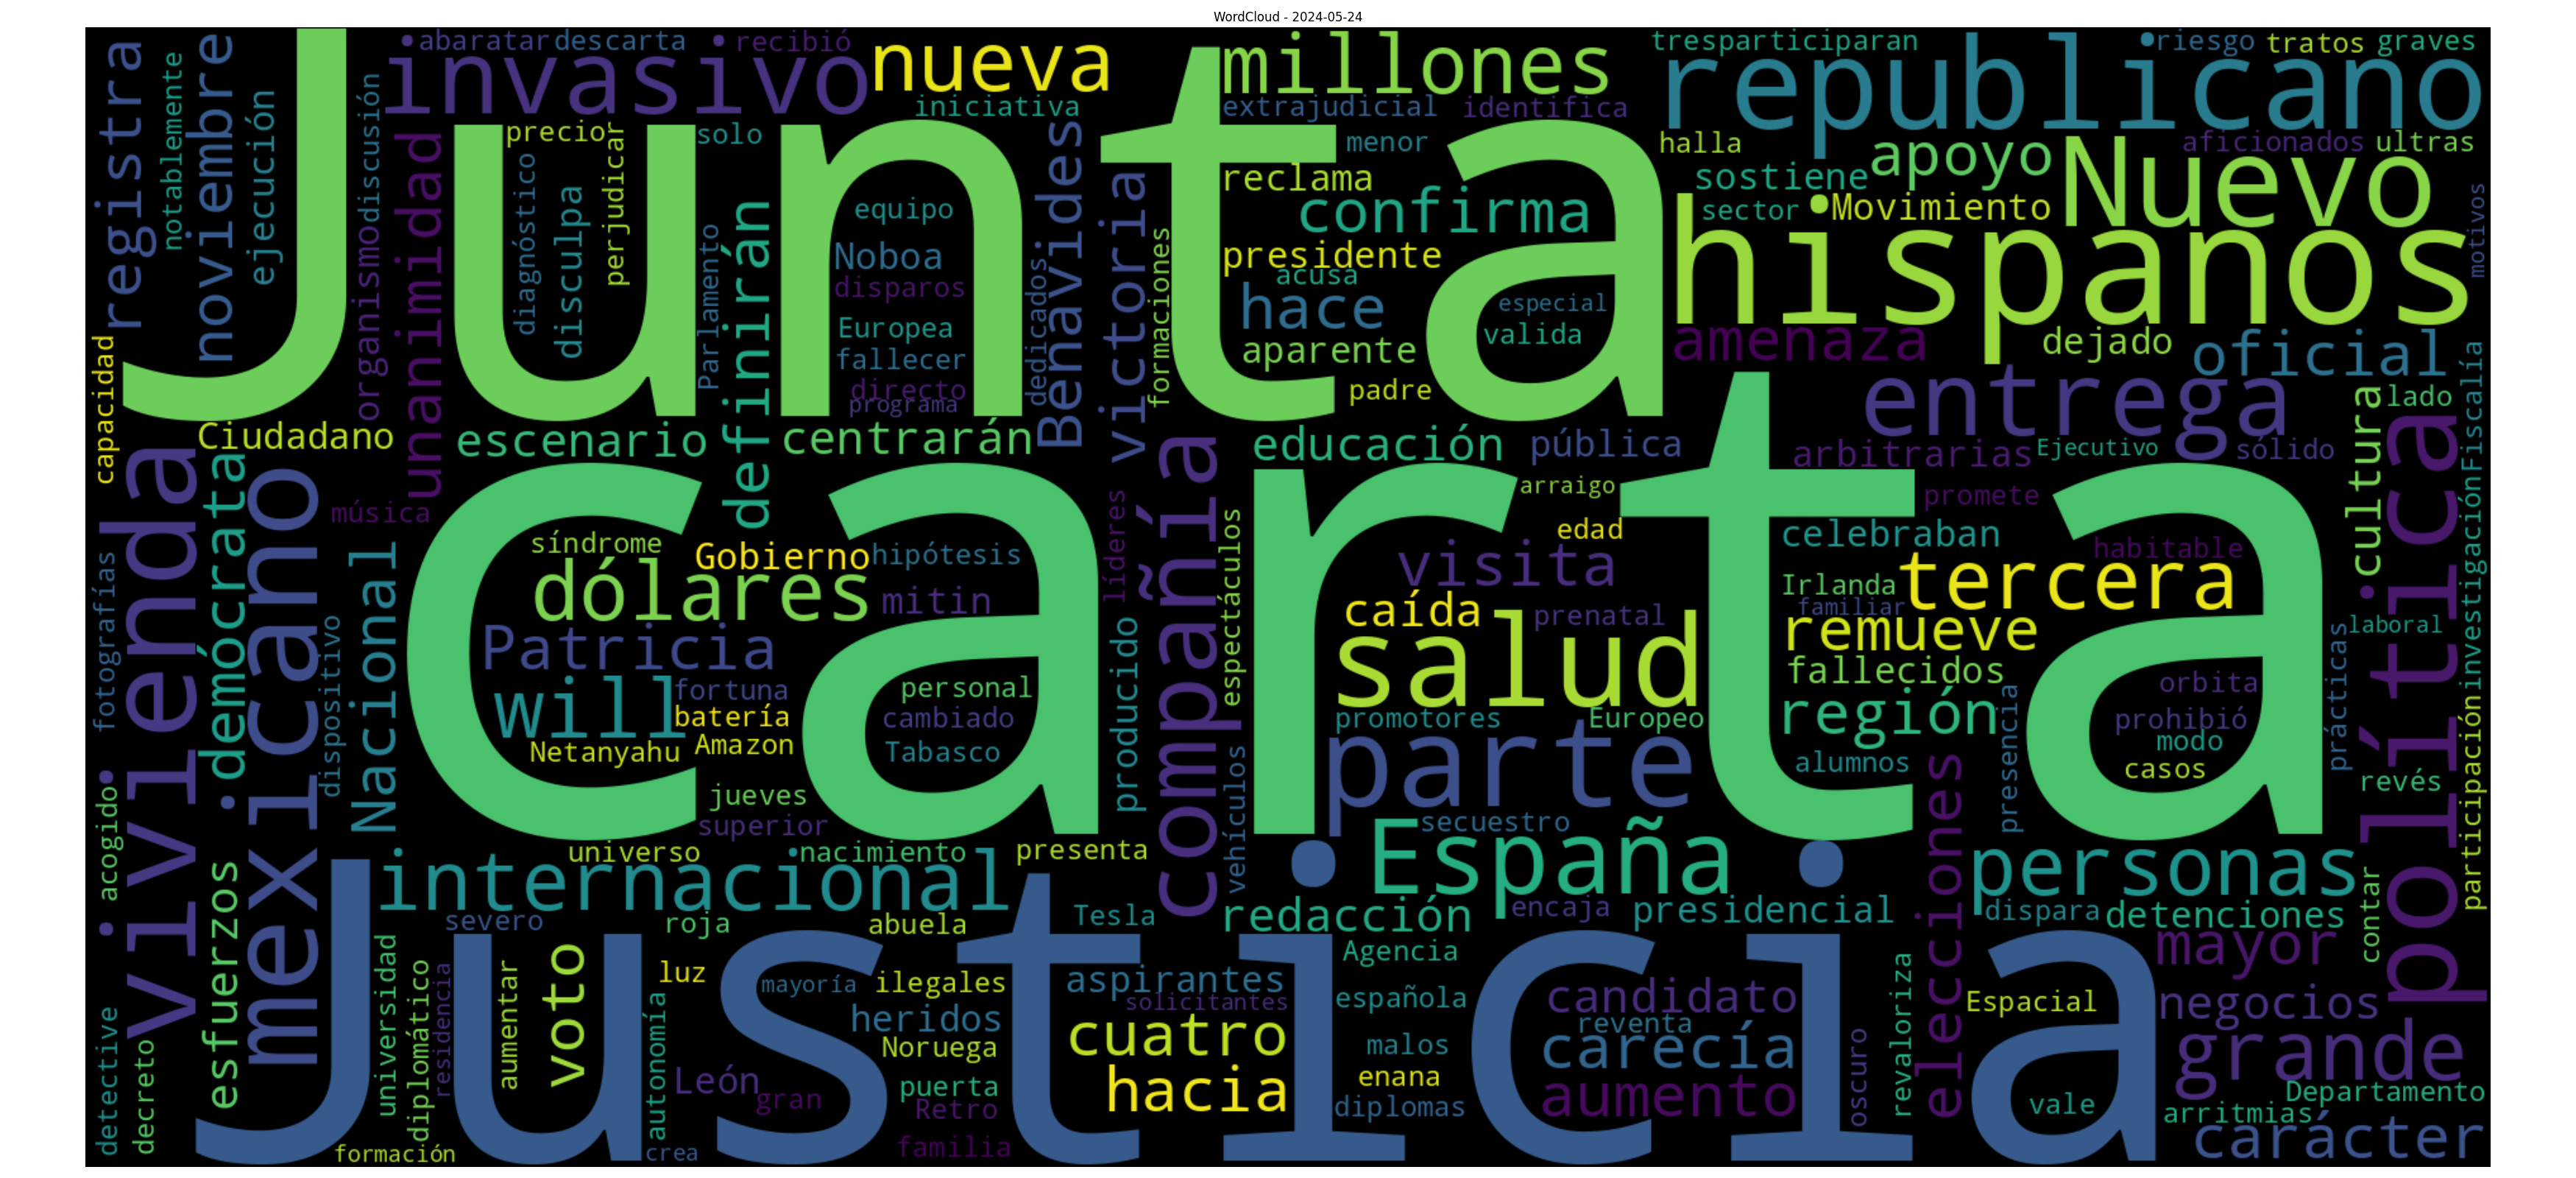 WordCloud - 2024-05-24
Junta
carta
Justicia
registra
notablemente
noviembre
ejecución
discusión
organismo
abaratar
descarta
recibió
invasivo
nueva
iniciativa
millones
extrajudicial
identifica
tresparticiparan
riesgo
tratos
graves
republicano
unanimidad
precior
solo
diagnóstico
disculpa
perjudicar
Parlamento
definirán
equipo
Noboa
disparos
Europea
fallecer
directo
programa
dedicados
Benavides
victoria
formaciones
menor
reclama
confirma
presidente
acusa
hace
especial
valida
aparente
padre
halla
aficionados
ultras
sostiene
apoyo
Nuevo
sector
Movimiento
hispanos
motivos
amenaza
dejado
oficial
capacidad
Ciudadano
escenario
centrarán
educación
pública
entrega
arbitrarias
Ejecutivo
sólido
lado
cultura
Fiscalía
política
vivienda
demócrata
mexicano
música
Nacional
dispositivo
fotografías
síndrome
Gobierno
hipótesis
dólares
mitin
Patricia
will
fortuna
batería
Netanyahu
Amazon
personal
cambiado
Tabasco
líderes
producido
compañía
espectáculos
vehículos
arraigo
edad
visita
caída
prenatal
salud
promotores
Europeo
parte
secuestro
promete
celebraban
habitable
Irlanda
familiar
tercera
remueve
fallecidos
región
alumnos
presencia
orbita
prohibió
modo
casos
prácticas
laboral
investigación
participación
revés
contar
acogido
esfuerzos
jueves
superior
universo
nacimiento
presenta
internacional
severo
roja
abuela
Tesla
España
redacción
encaja
presidencial
elecciones
personas
dispara
detenciones
mayor
detective
decreto
universidad
diplomático
residencia
formación
aumentar
voto
autonomía
crea
luz
mayoría
ilegales
heridos
Noruega
León
gran
puerta
Retro
familia
aspirantes
solicitantes
cuatro
hacia
Agencia
española
malos
enana
diplomas
candidato
reventa
carecía
aumento
oscuro
revaloriza
Espacial
negocios
grande
vale
Departamento
arritmias
carácter